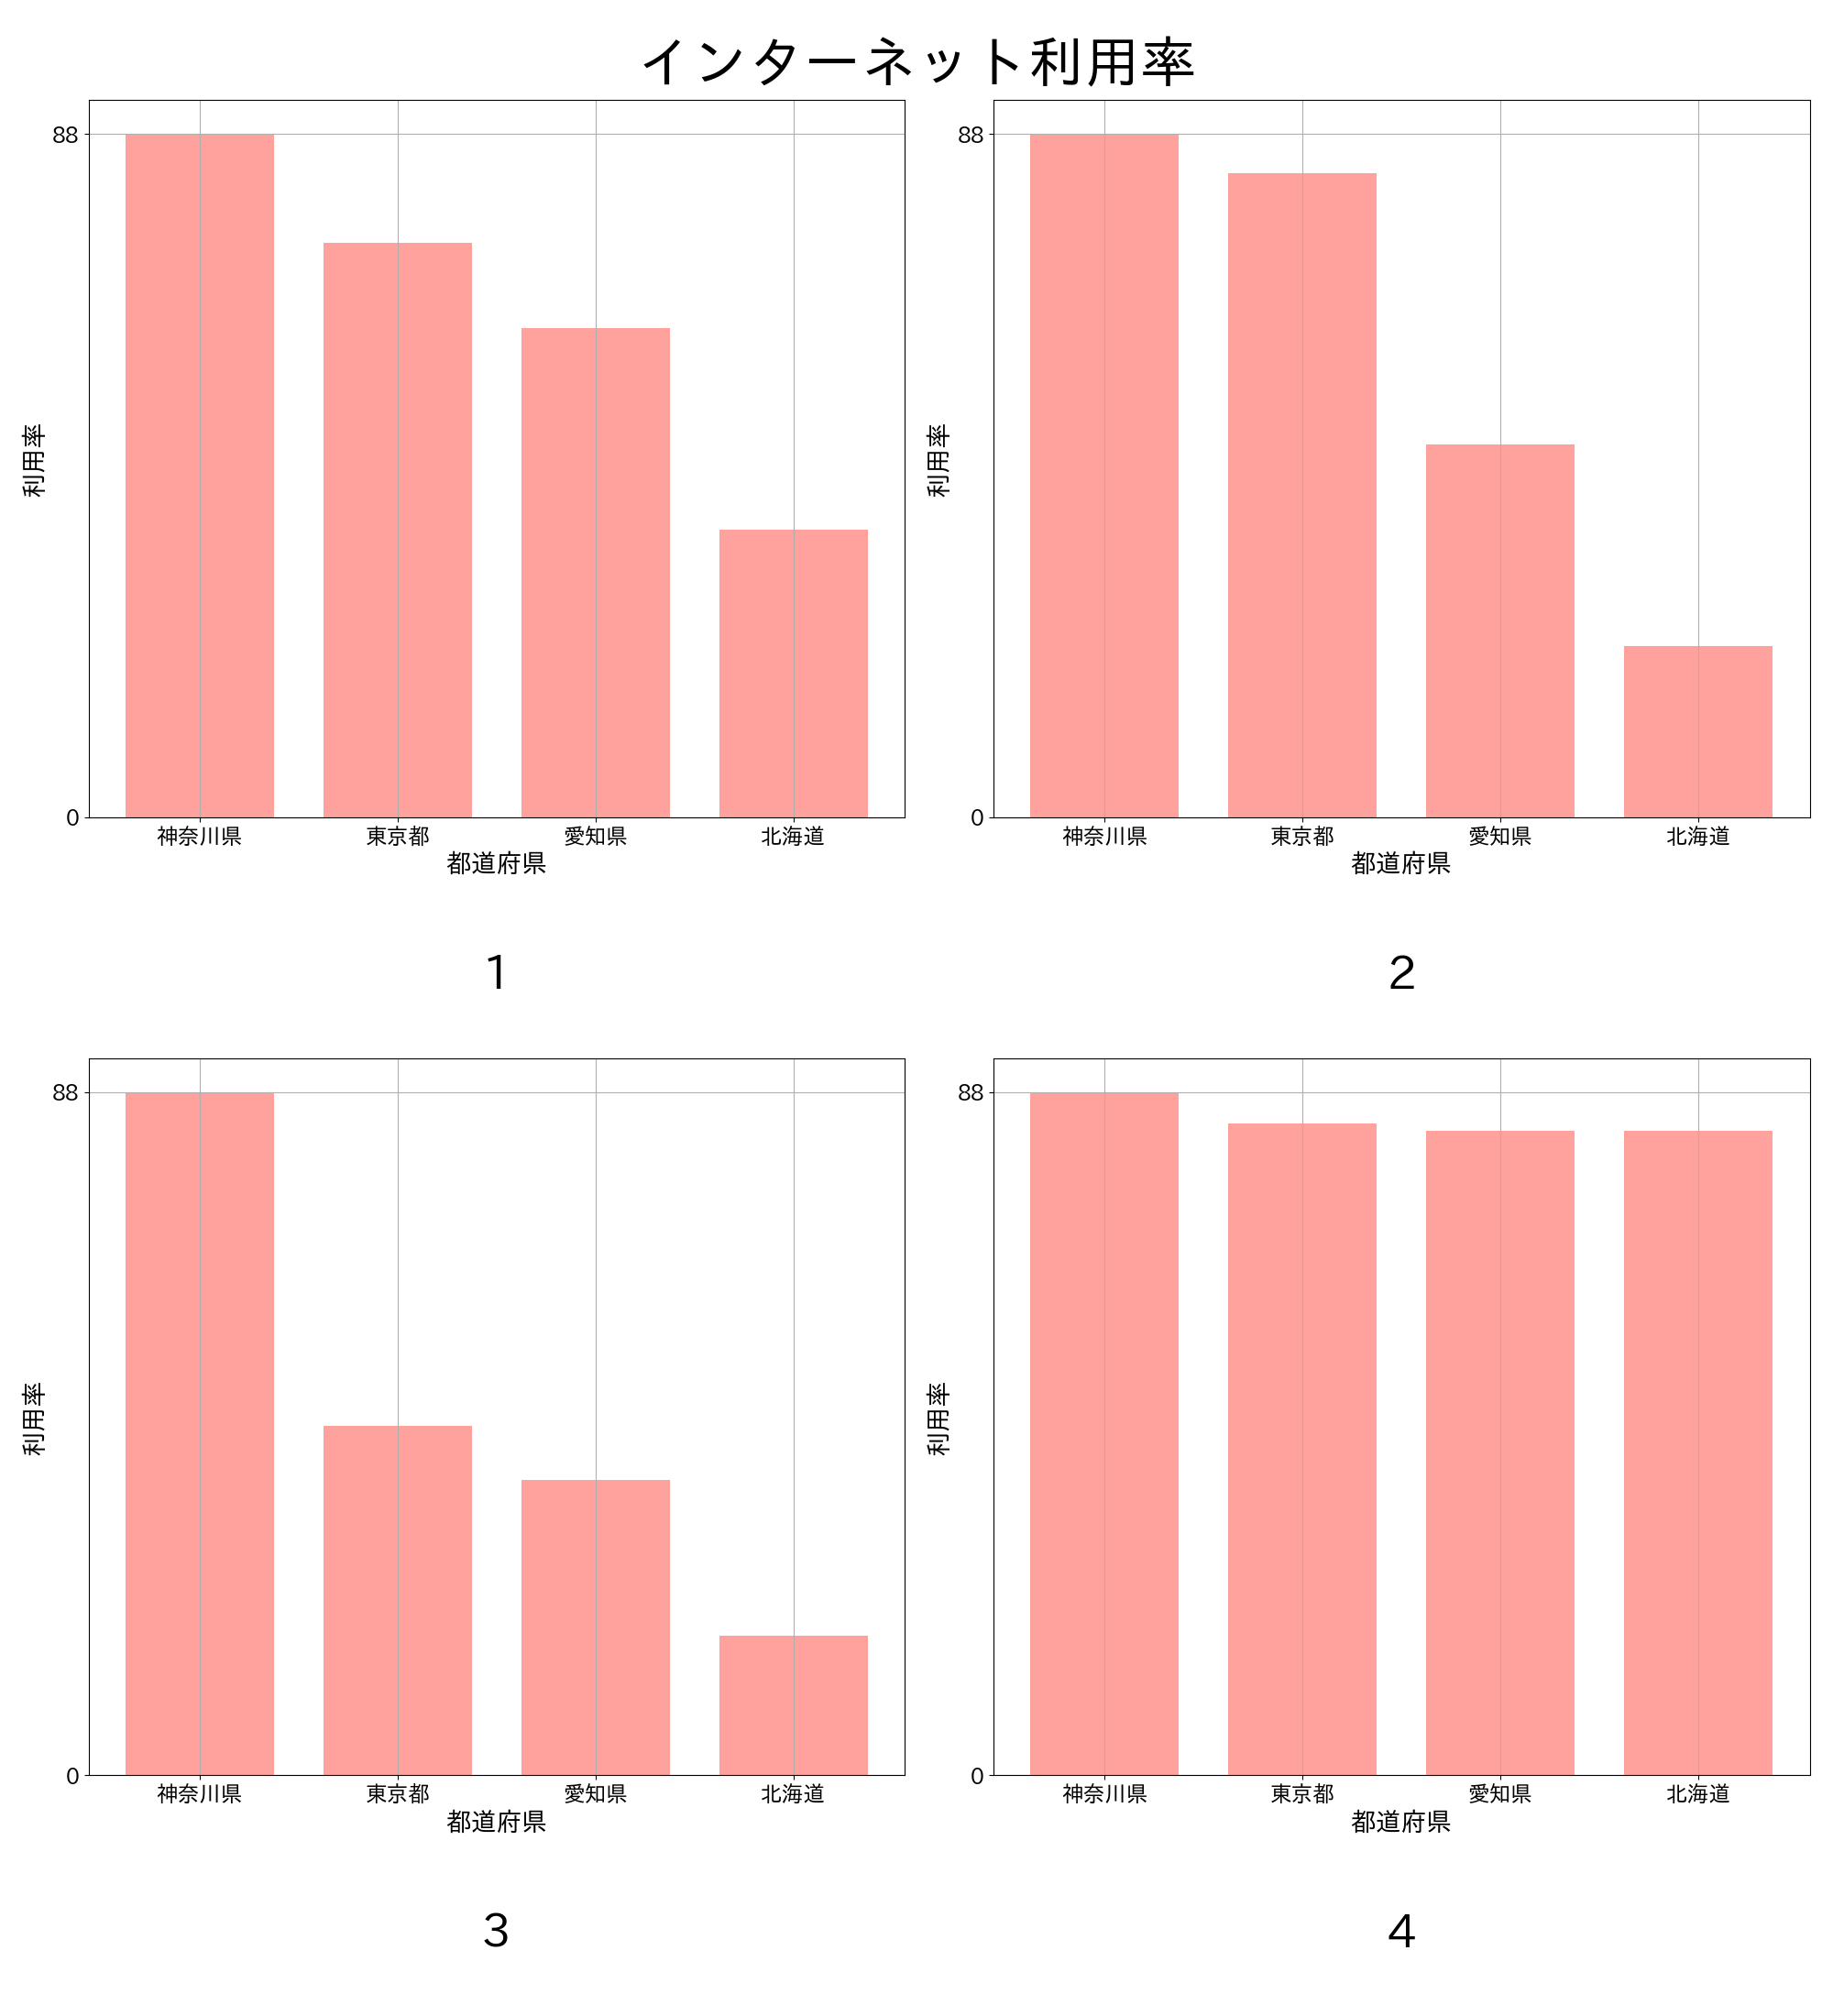 インターネット利用率
88
0
利用率
神奈川県 東京都 愛知県 北海道
都道府県
1
88
0
利用率
神奈川県 東京都 愛知県 北海道
都道府県
2
88
0
利用率
神奈川県 東京都 愛知県 北海道
都道府県
3
88
0
利用率
神奈川県 東京都 愛知県 北海道
都道府県
4